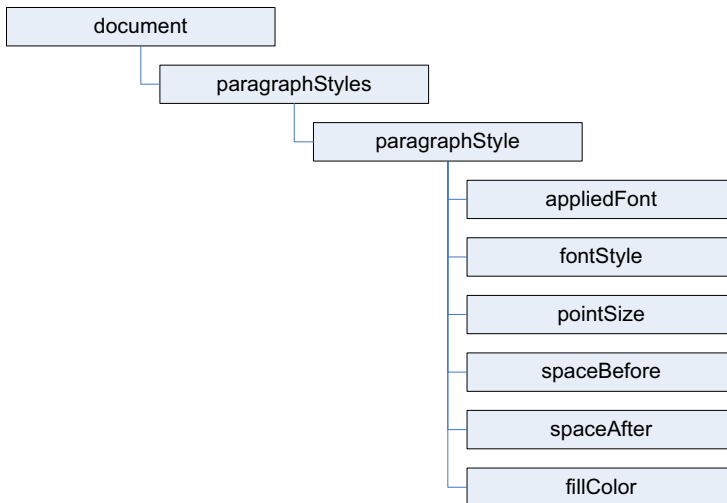 document
paragraphStyles
paragraphStyle
appliedFont
fontStyle
pointSize
spaceBefore
spaceAfter
fillColor